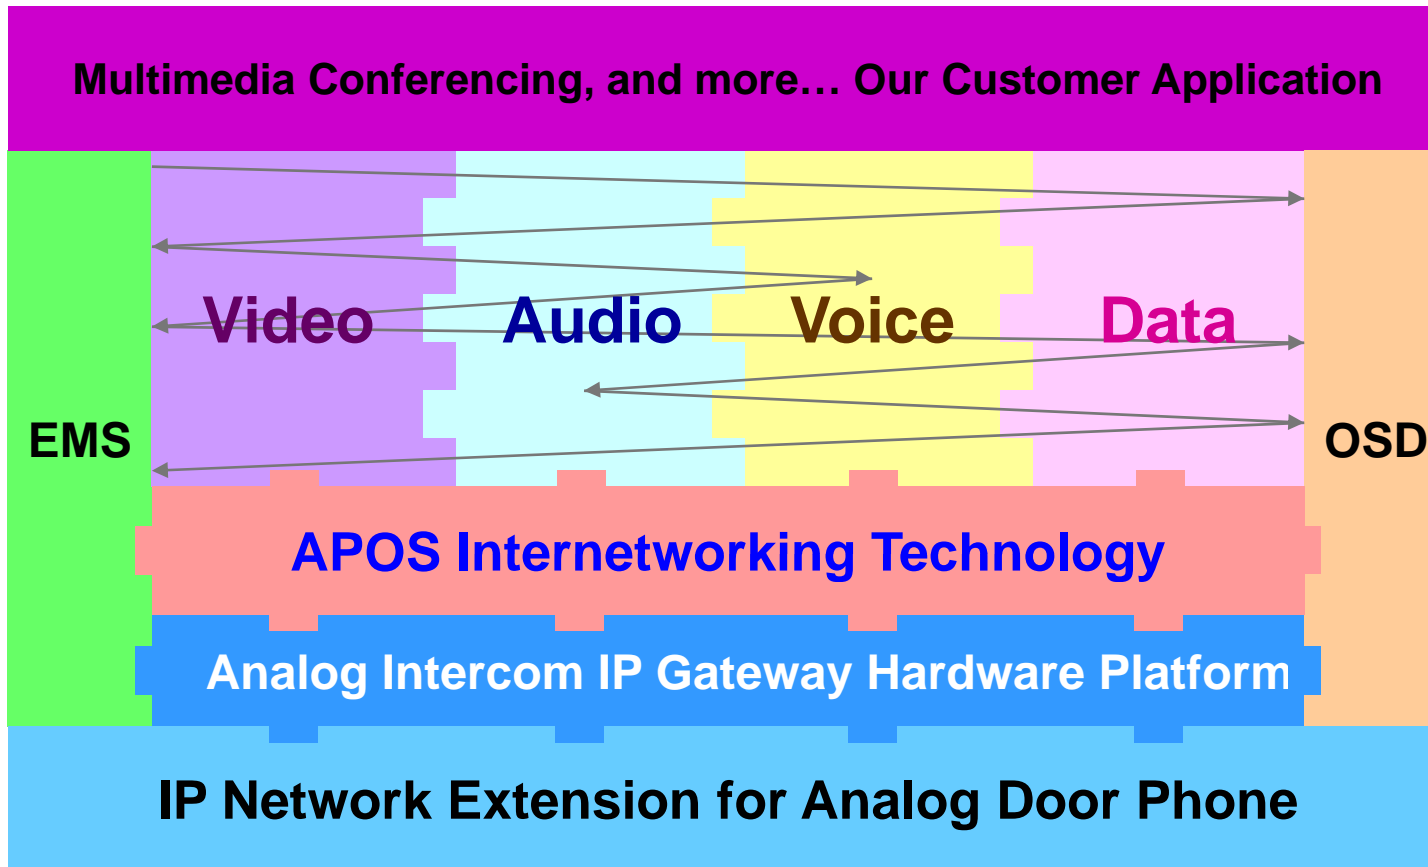 Multimedia Conferencing, and more… Our Customer Application
Video Audio Voice Data
EMS
OSD
APOS Internetworking Technology
Analog Intercom IP Gateway Hardware Platform
IP Network Extension for Analog Door Phone